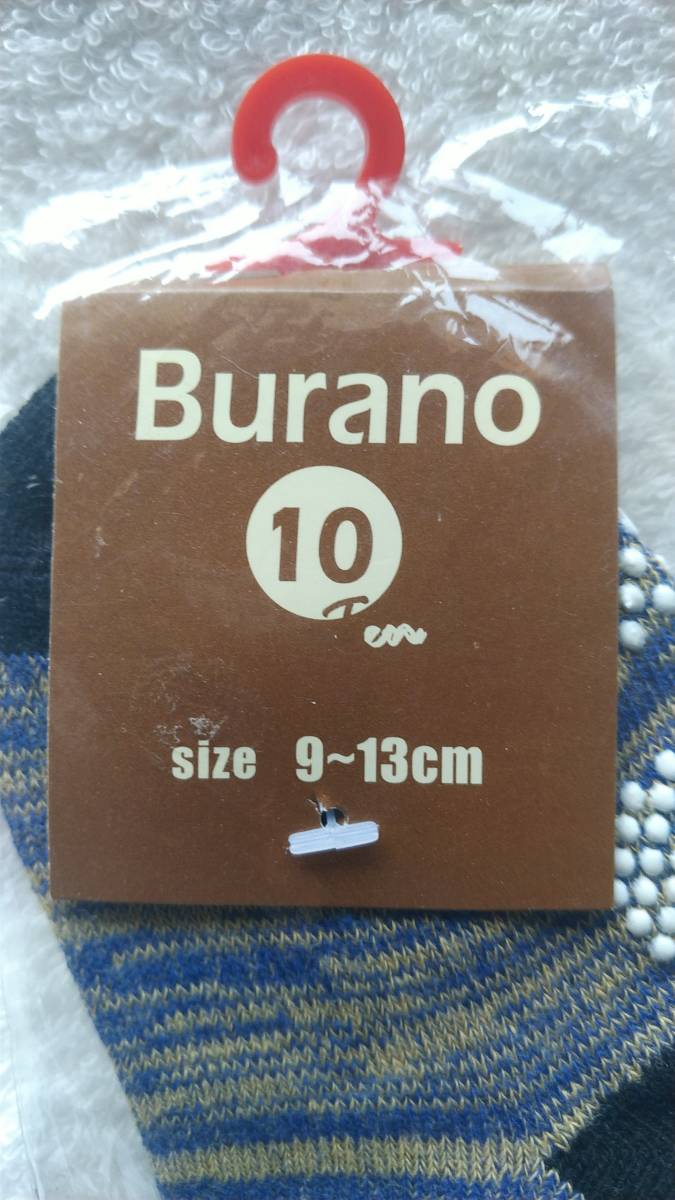 Burano
10
Ten
size 9~13cm